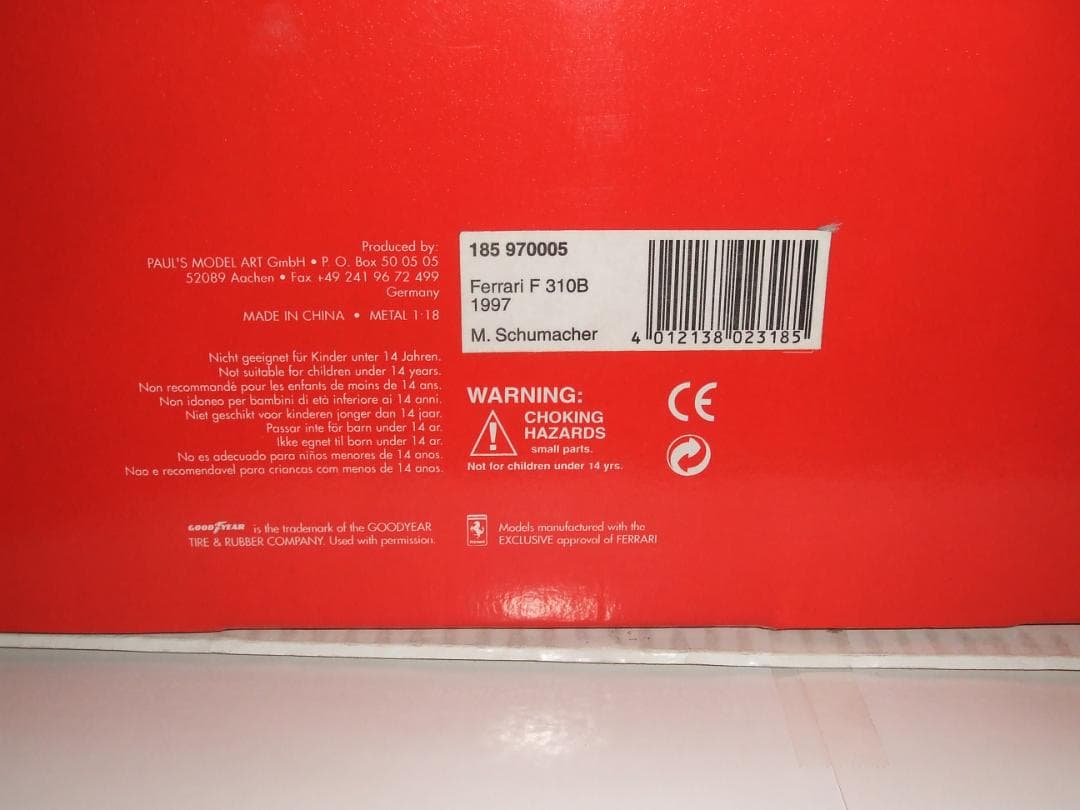 Produced by:
PAUL'S MODEL ART GmbH • P. O. Box 50 05 05
52089 Aachen • Fax +49 241 96 72 499
Germany
MADE IN CHINA • METAL 1:18
Nicht geeignet für Kinder unter 14 Jahren.
Not suitable for children under 14 years.
Non recommandé pour les enfants de moins de 14 ans.
Non idoneo per bambini di età inferiore ai 14 anni.
Niet geschikt voor kinderen jonger dan 14 jaar.
Passar inte för barn under 14 ar.
Ikke egnet til born under 14 ar.
No es adecuado para niños menores de 14 anos.
Nao e recomendavel para criancas com menos de 14 anos.
GOODYEAR is the trademark of the GOODYEAR
TIRE & RUBBER COMPANY. Used with permission.
185 970005
Ferrari F 310B
1997
M. Schumacher
4 012138 023185
WARNING:
CHOKING
HAZARDS
small parts.
Not for children under 14 yrs.
CE
Models manufactured with the
EXCLUSIVE approval of FERRARI